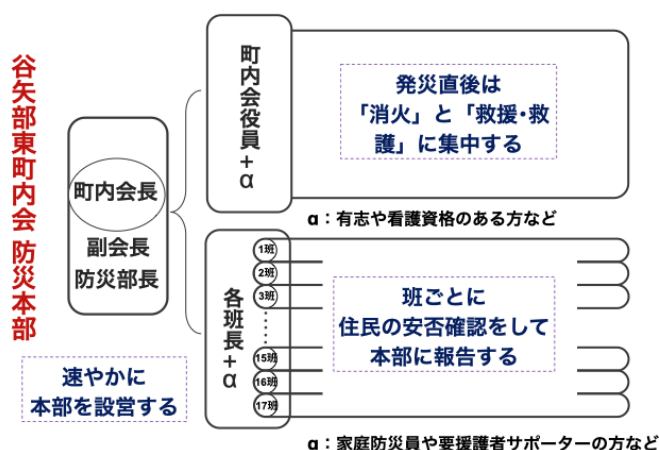 谷矢部東町内会 防災本部
町内会長
副会長
防災部長
速やかに
本部を設営する
町内会役員+α
発災直後は
「消火」と「救援・救
護」に集中する
α：有志や看護資格のある方など
各班長+α
1班
2班
3班
15班
16班
17班
班ごとに
住民の安否確認をして
本部に報告する
α：家庭防災員や要援護者サポーターの方など